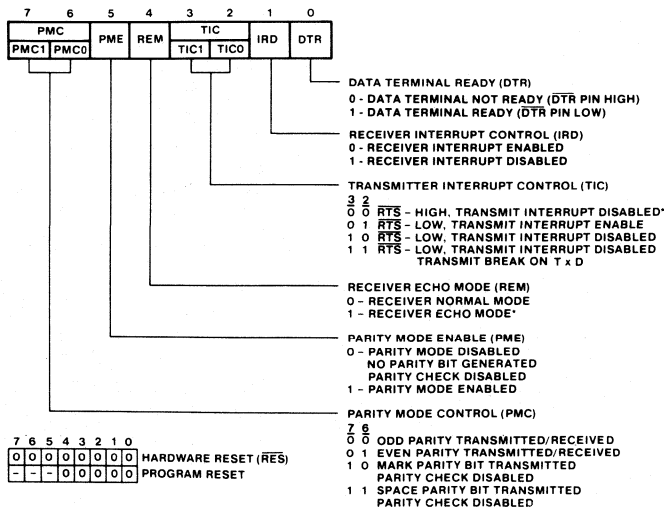 7 6 5 4 3 2 1 0
PMC PME REM TIC IRD DTR
PMC1 PMC0 TIC1 TIC0
DATA TERMINAL READY (DTR)
0 - DATA TERMINAL NOT READY (DTR PIN HIGH)
1 - DATA TERMINAL READY (DTR PIN LOW)
RECEIVER INTERRUPT CONTROL (IRD)
0 - RECEIVER INTERRUPT ENABLED
1 - RECEIVER INTERRUPT DISABLED
TRANSMITTER INTERRUPT CONTROL (TIC)
3 2
0 0 RTS - HIGH, TRANSMIT INTERRUPT DISABLED*
0 1 RTS - LOW, TRANSMIT INTERRUPT ENABLE
1 0 RTS - LOW, TRANSMIT INTERRUPT DISABLED
1 1 RTS - LOW, TRANSMIT INTERRUPT DISABLED
TRANSMIT BREAK ON T x D
RECEIVER ECHO MODE (REM)
0 - RECEIVER NORMAL MODE
1 - RECEIVER ECHO MODE*
PARITY MODE ENABLE (PME)
0 - PARITY MODE DISABLED
NO PARITY BIT GENERATED
PARITY CHECK DISABLED
1 - PARITY MODE ENABLED
PARITY MODE CONTROL (PMC)
7 6
0 0 ODD PARITY TRANSMITTED/RECEIVED
0 1 EVEN PARITY TRANSMITTED/RECEIVED
1 0 MARK PARITY BIT TRANSMITTED
PARITY CHECK DISABLED
1 1 SPACE PARITY BIT TRANSMITTED
PARITY CHECK DISABLED
7 6 5 4 3 2 1 0
0 0 0 0 0 0 0 0 HARDWARE RESET (RES)
- - - 0 0 0 0 0 PROGRAM RESET